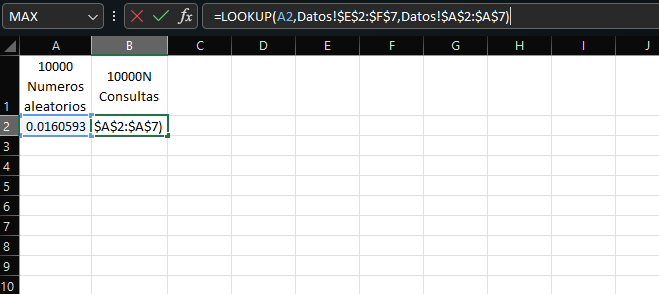 MAX fx =LOOKUP(A2,Datos!$E$2:$F$7,Datos!$A$2:$A$7)
A B C D E F G H I J
10000
Numeros
aleatorios
10000N
Consultas
1
2 0.0160593 $A$2:$A$7)
3
4
5
6
7
8
9
10